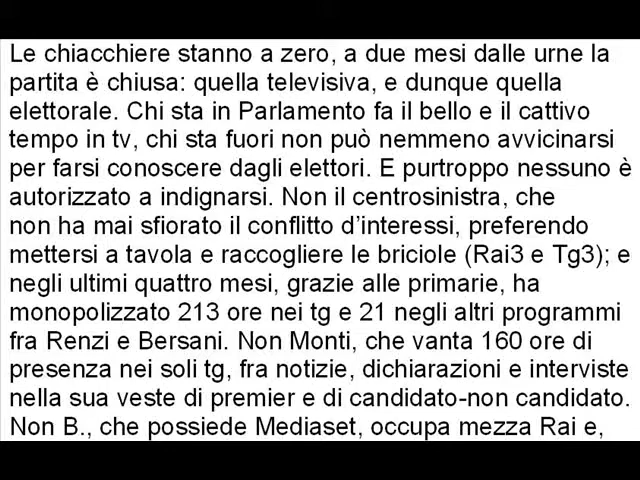 Le chiacchiere stanno a zero, a due mesi dalle urne la
partita è chiusa: quella televisiva, e dunque quella
elettorale. Chi sta in Parlamento fa il bello e il cattivo
tempo in tv, chi sta fuori non può nemmeno avvicinarsi
per farsi conoscere dagli elettori. E purtroppo nessuno è
autorizzato a indignarsi. Non il centrosinistra, che
non ha mai sfiorato il conflitto d'interessi, preferendo
mettersi a tavola e raccogliere le briciole (Rai3 e Tg3); e
negli ultimi quattro mesi, grazie alle primarie, ha
monopolizzato 213 ore nei tg e 21 negli altri programmi
fra Renzi e Bersani. Non Monti, che vanta 160 ore di
presenza nei soli tg, fra notizie, dichiarazioni e interviste
nella sua veste di premier e di candidato-non candidato.
Non B., che possiede Mediaset, occupa mezza Rai e,